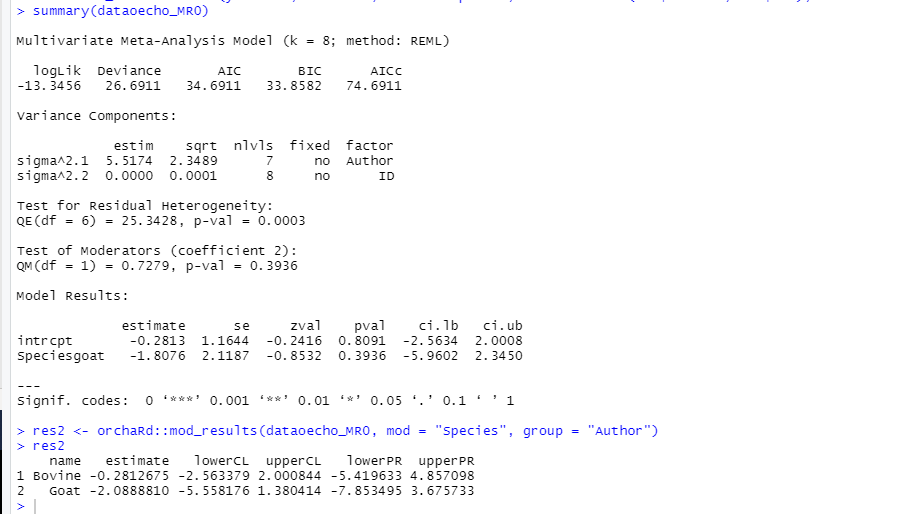 > summary(dataoecho_MR0)
Multivariate Meta-Analysis Model (k = 8; method: REML)
logLik Deviance AIC BIC AICc
-13.3456 26.6911 34.6911 33.8582 74.6911
Variance Components:
estim sqrt nlvls fixed factor
sigma^2.1 5.5174 2.3489 7 no Author
sigma^2.2 0.0000 0.0001 8 no ID
Test for Residual Heterogeneity:
QE(df = 6) = 25.3428, p-val = 0.0003
Test of Moderators (coefficient 2):
QM(df = 1) = 0.7279, p-val = 0.3936
Model Results:
estimate se zval pval ci.lb ci.ub
intrcpt -0.2813 1.1644 -0.2416 0.8091 -2.5634 2.0008
Speciesgoat -1.8076 2.1187 -0.8532 0.3936 -5.9602 2.3450
---
Signif. codes: 0 ‘***’ 0.001 ‘**’ 0.01 ‘*’ 0.05 ‘.’ 0.1 ‘ ’ 1
> res2 <- orchaRd::mod_results(dataoecho_MR0, mod = "Species", group = "Author")
> res2
name estimate lowerCL upperCL lowerPR upperPR
1 Bovine -0.2812675 -2.563379 2.000844 -5.419633 4.857098
2 Goat -2.0888810 -5.558176 1.380414 -7.853495 3.675733
>